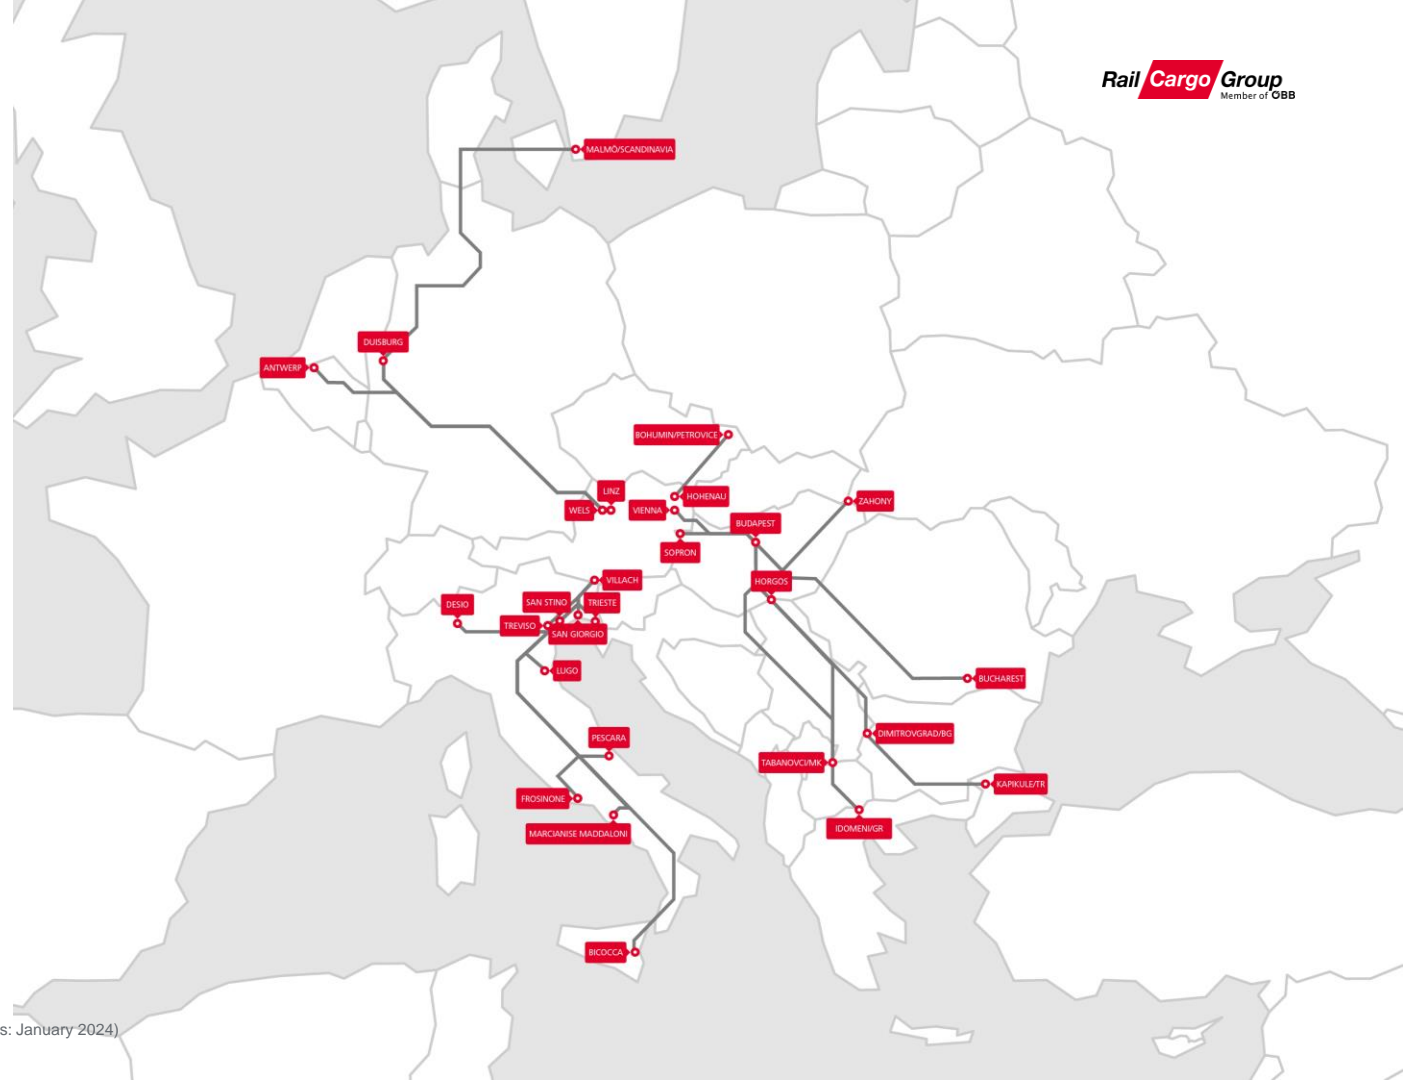 Rail Cargo Group
Member of ÖBB
MALMÖ/SCANDINAVIA
DUISBURG
ANTWERP
BOHUMIN/PETROVICE
LINZ
HOHENAU
WELS
VIENNA
ZAHONY
BUDAPEST
SOPRON
VILLACH
HORGOS
DESIO
SAN STINO
TRIESTE
TREVISO
SAN GIORGIO
LUGO
BUCHAREST
PESCARA
DIMITROVGRAD/BG
TABANOVCI/MK
KAPIKULE/TR
FROSINONE
MARCIANISE MADDALONI
IDOMENI/GR
BICOCCA
s: January 2024)